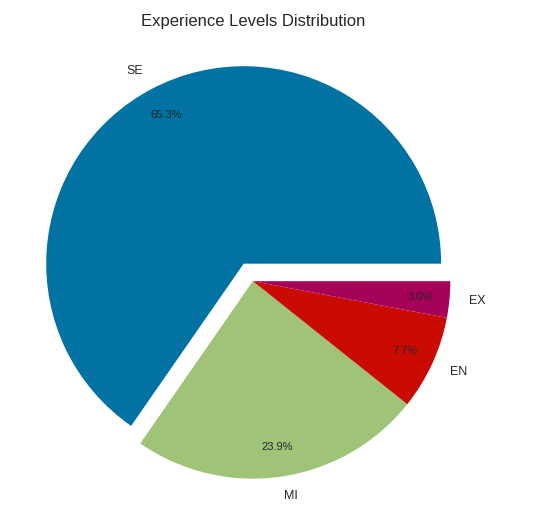 Experience Levels Distribution
SE
65.3%
3.0%
EX
7.7%
EN
23.9%
MI